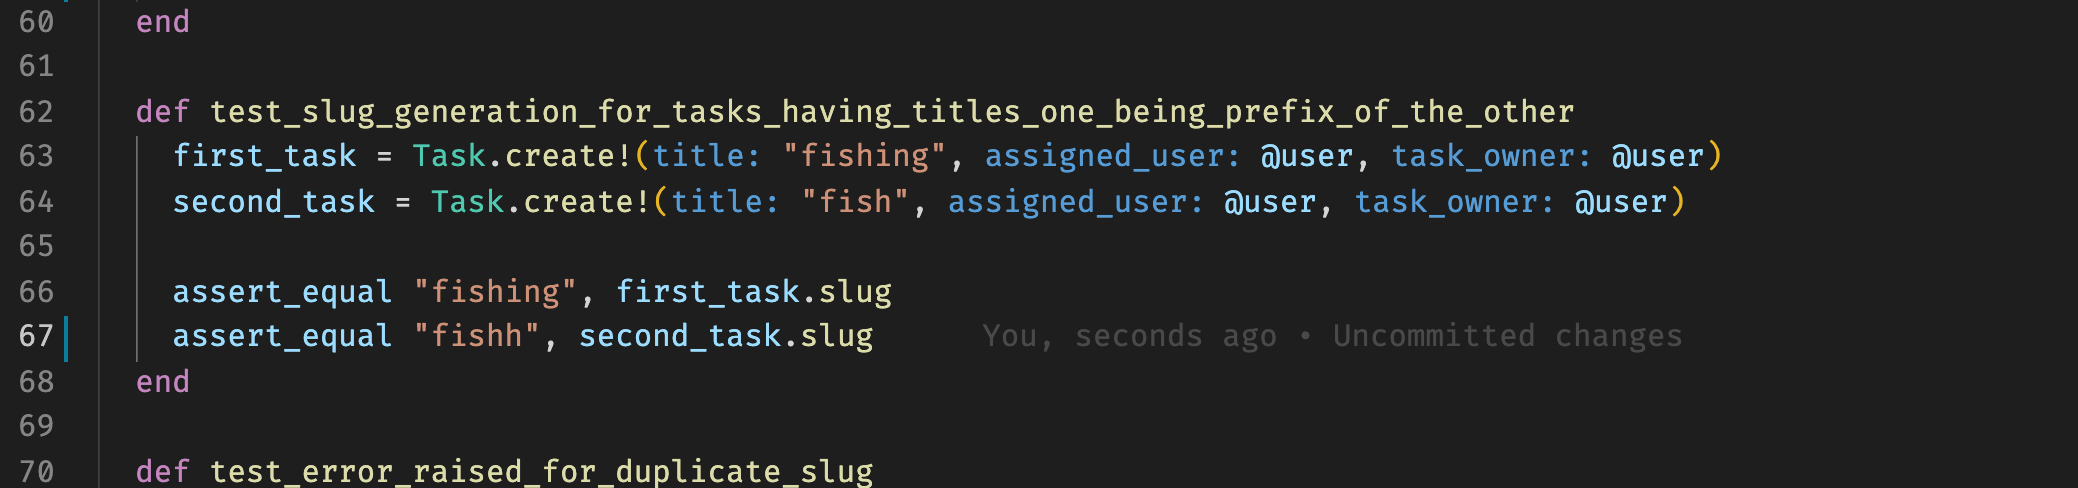 60 end
61
62 def test_slug_generation_for_tasks_having_titles_one_being_prefix_of_the_other
63 first_task = Task.create!(title: "fishing", assigned_user: @user, task_owner: @user)
64 second_task = Task.create!(title: "fish", assigned_user: @user, task_owner: @user)
65
66 assert_equal "fishing", first_task.slug
67 assert_equal "fishh", second_task.slug You, seconds ago • Uncommitted changes
68 end
69
70 def test_error_raised_for_duplicate_slug